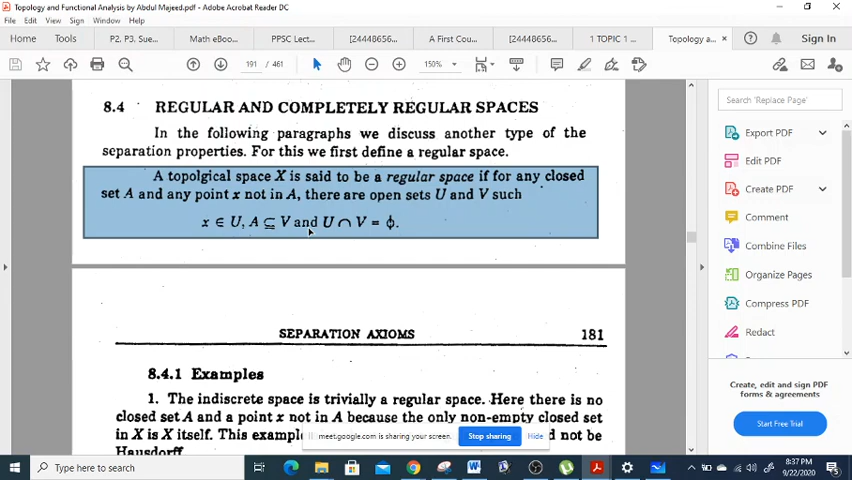 Topology and Functional Analysis by Abdul Majeed.pdf - Adobe Acrobat Reader DC
File Edit View Sign Window Help
Home Tools P2. P3. Sue... Math eBoo... PPSC Lect... [24448656... A First Cou... [24448656... 1 TOPIC 1 ... Topology a... × Sign In
191 / 461 150%
8.4 REGULAR AND COMPLETELY REGULAR SPACES
In the following paragraphs we discuss another type of the
separation properties. For this we first define a regular space.
A topolgical space X is said to be a regular space if for any closed
set A and any point x not in A, there are open sets U and V such
x ∈ U, A ⊆ V and U ∩ V = ϕ.
SEPARATION AXIOMS 181
8.4.1 Examples
1. The indiscrete space is trivially a regular space. Here there is no
closed set A and a point x not in A because the only non-empty closed set
in X is X itself. This exampl
d not be
Hausdorff
meet.google.com is sharing your screen. Stop sharing Hide
Search 'Replace Page'
Export PDF
Edit PDF
Create PDF
Comment
Combine Files
Organize Pages
Compress PDF
Redact
Create, edit and sign PDF
forms & agreements
Start Free Trial
Type here to search
8:37 PM
9/22/2020